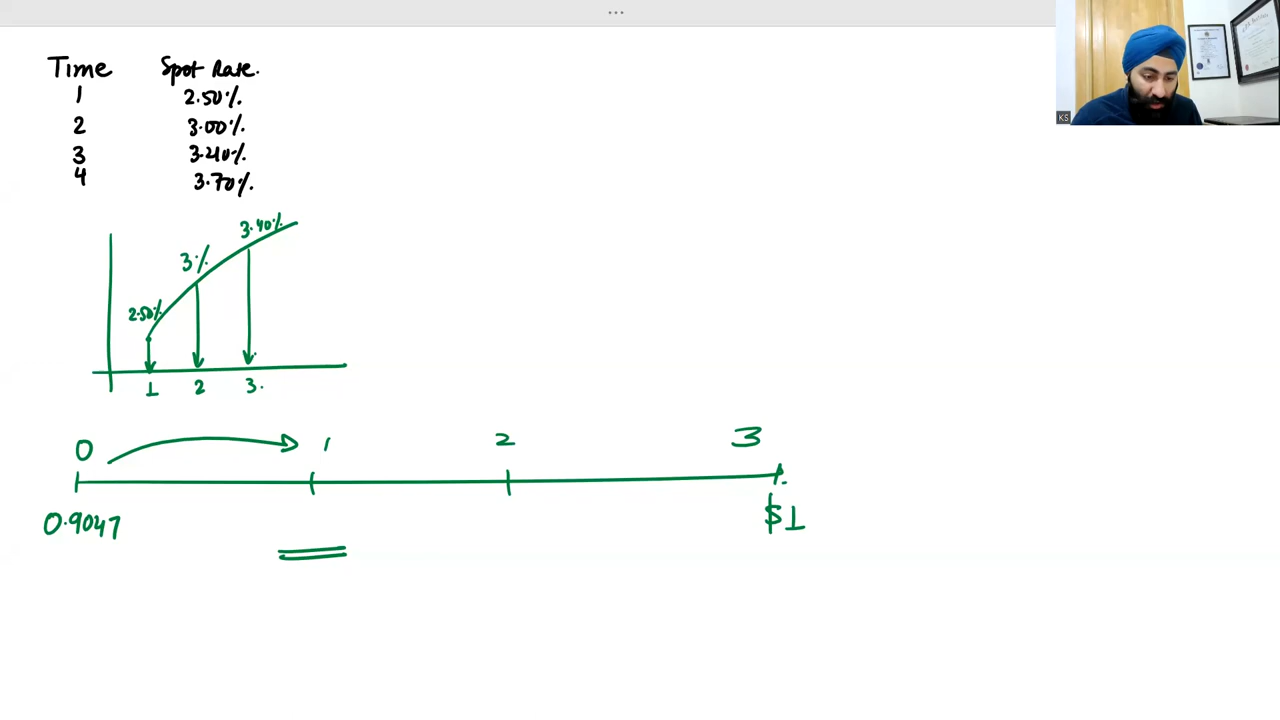 Time Spot Rate.
1 2.50%
2 3.00%
3 3.40%
4 3.70%
3.40%
3%
2.50%
1 2 3.
0 1 2 3
0.9047 $1
KS